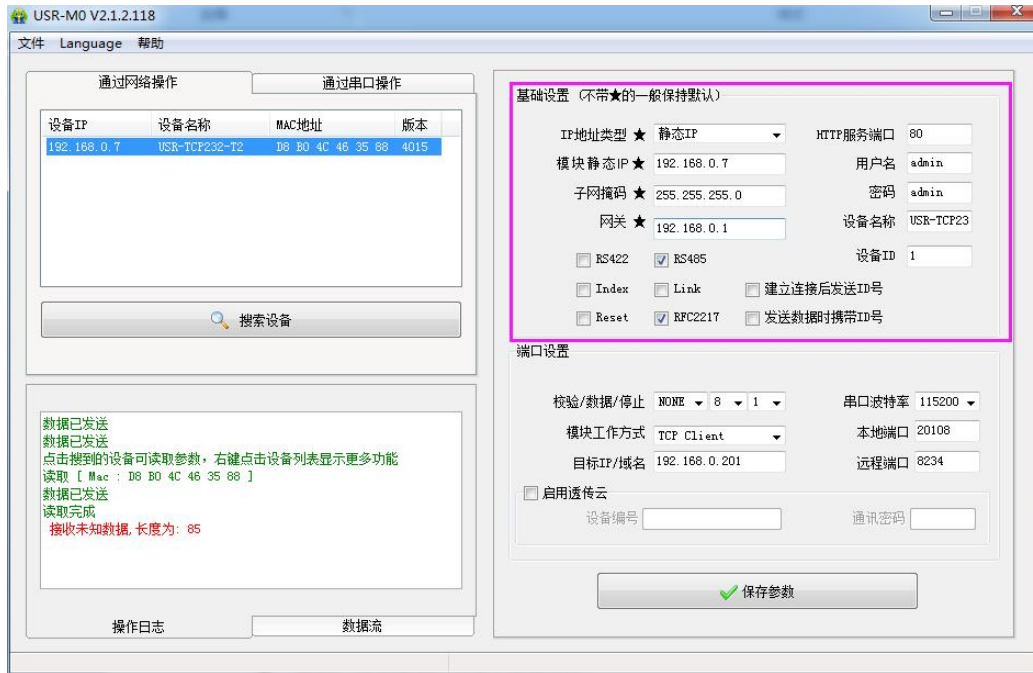 USR-M0 V2.1.2.118
文件 Language 帮助
通过网络操作 通过串口操作
设备IP 设备名称 MAC地址 版本
192.168.0.7 USR-TCP232-T2 D8 B0 4C 46 35 88 4015
搜索设备
数据已发送
数据已发送
点击搜到的设备可读取参数，右键点击设备列表显示更多功能
读取 [ Mac : D8 B0 4C 46 35 88 ]
数据已发送
读取完成
接收未知数据,长度为: 85
操作日志 数据流
基础设置 (不带★的一般保持默认)
IP地址类型 ★ 静态IP HTTP服务端口 80
模块静态IP★ 192.168.0.7 用户名 admin
子网掩码 ★ 255.255.255.0 密码 admin
网关 ★ 192.168.0.1 设备名称 USR-TCP23
RS422 RS485 设备ID 1
Index Link 建立连接后发送ID号
Reset RFC2217 发送数据时携带ID号
端口设置
校验/数据/停止 NONE 8 1 串口波特率 115200
模块工作方式 TCP Client 本地端口 20108
目标IP/域名 192.168.0.201 远程端口 8234
启用透传云
设备编号 通讯密码
保存参数